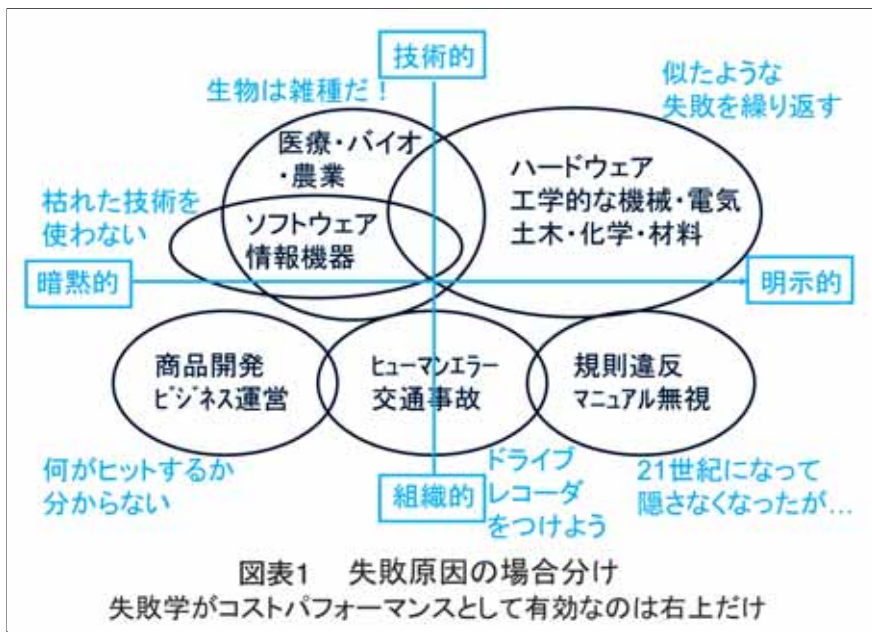 技術的
生物は雑種だ！
似たような
失敗を繰り返す
医療・バイオ
・農業
ハードウェア
工学的な機械・電気
土木・化学・材料
枯れた技術を
使わない
ソフトウェア
情報機器
暗黙的
明示的
商品開発
ﾋﾞｼﾞﾈｽ運営
ﾋｭｰﾏﾝｴﾗｰ
交通事故
規則違反
マニュアル無視
何がヒットするか
分からない
組織的
ドライブ
レコーダ
をつけよう
21世紀になって
隠さなくなったが…
図表1　失敗原因の場合分け
失敗学がコストパフォーマンスとして有効なのは右上だけ